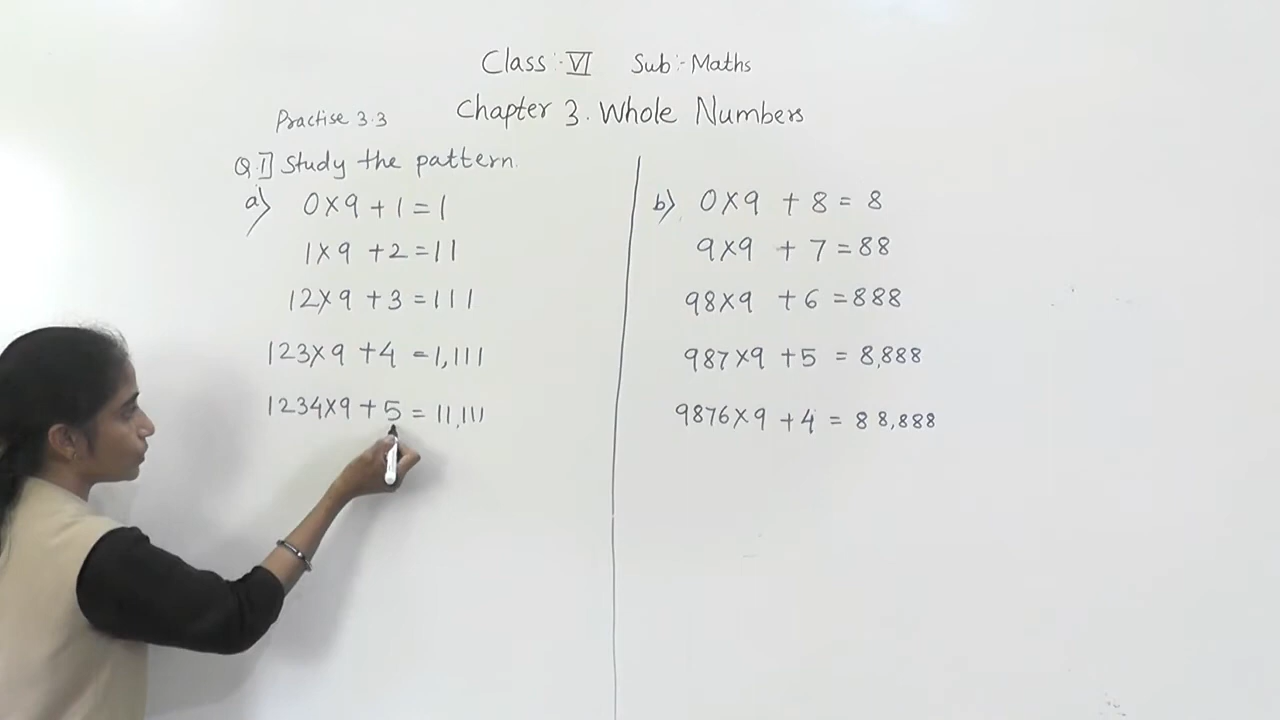 Class :- VI Sub :- Maths
Chapter 3. Whole Numbers
Practise 3.3
Q.1] Study the pattern.
a) 0×9 +1 =1
1×9 +2 =11
12×9 +3 =111
123×9 +4 =1,111
1234×9 +5 = 11,111
b) 0×9 +8 = 8
9×9 +7 =88
98×9 +6 =888
987×9 +5 = 8,888
9876×9 +4 = 88,888